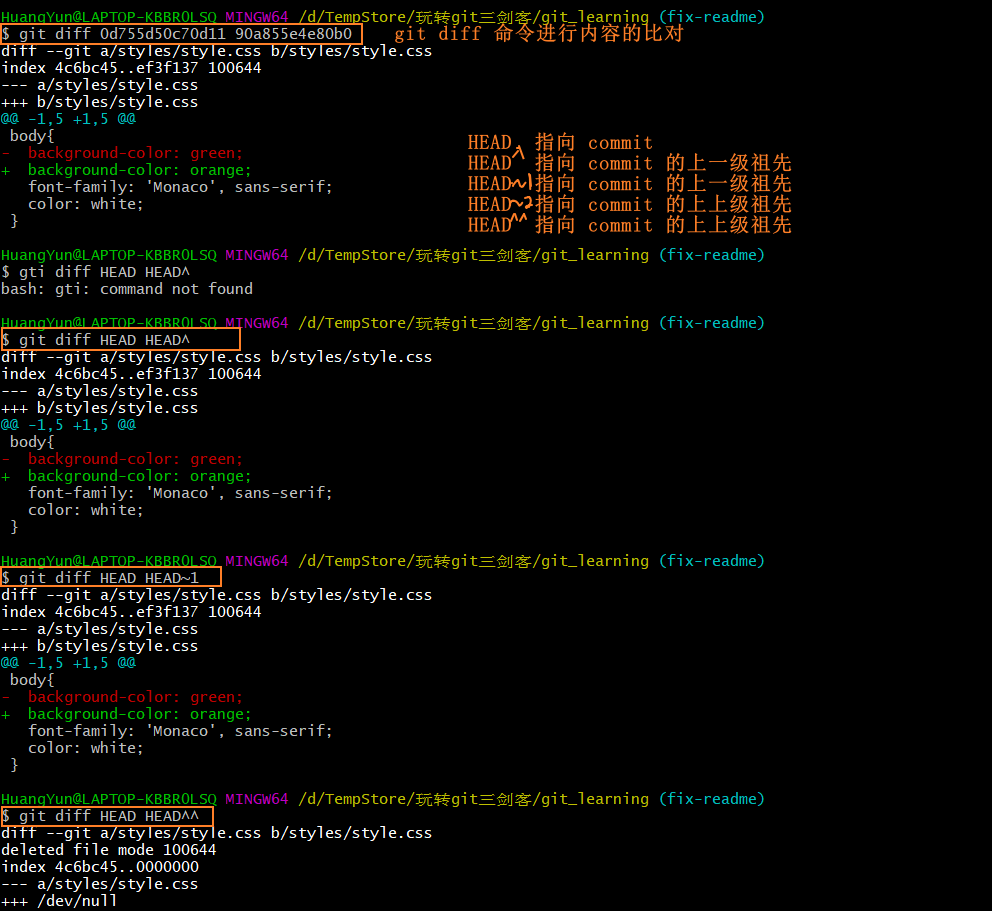 HuangYun@LAPTOP-KBBR0LSQ MINGW64 /d/TempStore/玩转git三剑客/git_learning (fix-readme)
$ git diff 0d755d50c70d11 90a855e4e80b0 git diff 命令进行内容的比对
diff --git a/styles/style.css b/styles/style.css
index 4c6bc45..ef3f137 100644
--- a/styles/style.css
+++ b/styles/style.css
@@ -1,5 +1,5 @@
body{
HEAD 指向 commit
-  background-color: green;
HEAD^ 指向 commit 的上一级祖先
+  background-color: orange;
HEAD~1指向 commit 的上一级祖先
font-family: 'Monaco', sans-serif;
HEAD~2指向 commit 的上上级祖先
color: white;
HEAD^^ 指向 commit 的上上级祖先
}
HuangYun@LAPTOP-KBBR0LSQ MINGW64 /d/TempStore/玩转git三剑客/git_learning (fix-readme)
$ gti diff HEAD HEAD^
bash: gti: command not found
HuangYun@LAPTOP-KBBR0LSQ MINGW64 /d/TempStore/玩转git三剑客/git_learning (fix-readme)
$ git diff HEAD HEAD^
diff --git a/styles/style.css b/styles/style.css
index 4c6bc45..ef3f137 100644
--- a/styles/style.css
+++ b/styles/style.css
@@ -1,5 +1,5 @@
body{
-  background-color: green;
+  background-color: orange;
font-family: 'Monaco', sans-serif;
color: white;
}
HuangYun@LAPTOP-KBBR0LSQ MINGW64 /d/TempStore/玩转git三剑客/git_learning (fix-readme)
$ git diff HEAD HEAD~1
diff --git a/styles/style.css b/styles/style.css
index 4c6bc45..ef3f137 100644
--- a/styles/style.css
+++ b/styles/style.css
@@ -1,5 +1,5 @@
body{
-  background-color: green;
+  background-color: orange;
font-family: 'Monaco', sans-serif;
color: white;
}
HuangYun@LAPTOP-KBBR0LSQ MINGW64 /d/TempStore/玩转git三剑客/git_learning (fix-readme)
$ git diff HEAD HEAD^^
diff --git a/styles/style.css b/styles/style.css
deleted file mode 100644
index 4c6bc45..0000000
--- a/styles/style.css
+++ /dev/null